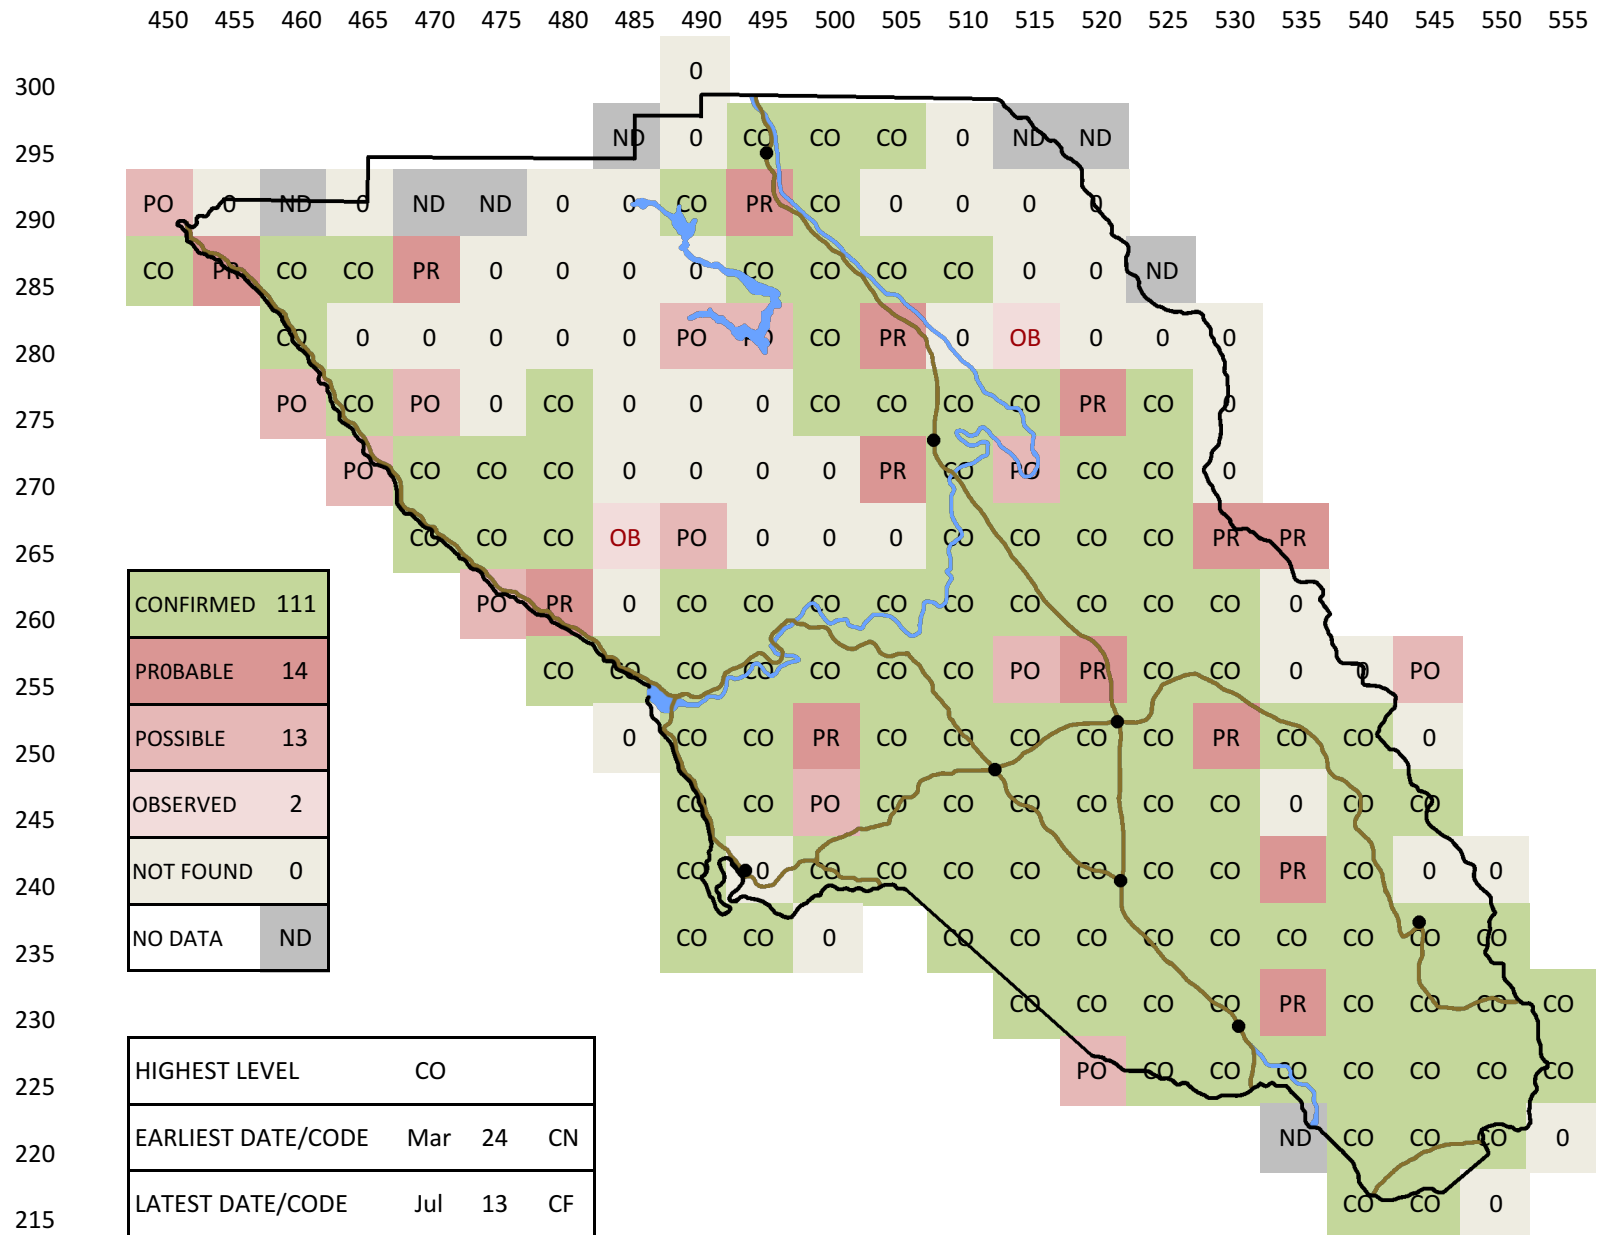 450 455 460 465 470 475 480 485 490 495 500 505 510 515 520 525 530 535 540 545 550 555
0
300
ND 0 CO CO CO 0 ND ND
295
PO 0 ND 0 ND ND 0 0 CO PR CO 0 0 0 0
290
CO PR CO CO PR 0 0 0 0 CO CO CO CO 0 0 ND
285
CO 0 0 0 0 0 PO PO CO PR 0 OB 0 0 0
280
PO CO PO 0 CO 0 0 0 CO CO CO CO PR CO 0
275
PO CO CO CO 0 0 0 0 PR CO PO CO CO 0
270
CO CO CO OB PO 0 0 0 CO CO CO CO PR PR
265
CONFIRMED 111 PO PR 0 CO CO CO CO CO CO CO CO CO 0
260
PR0BABLE 14 CO CO CO CO CO CO CO PO PR CO CO 0 0 PO
255
POSSIBLE 13 0 CO CO PR CO CO CO CO CO PR CO CO 0
250
OBSERVED 2 CO CO PO CO CO CO CO CO CO 0 CO CO
245
NOT FOUND 0 CO 0 CO CO CO CO CO CO CO PR CO 0 0
240
NO DATA ND CO CO 0 CO CO CO CO CO CO CO CO CO
235
CO CO CO CO PR CO CO CO CO
230
HIGHEST LEVEL CO PO CO CO CO CO CO CO CO
225
EARLIEST DATE/CODE Mar 24 CN ND CO CO CO 0
220
LATEST DATE/CODE Jul 13 CF CO CO 0
215